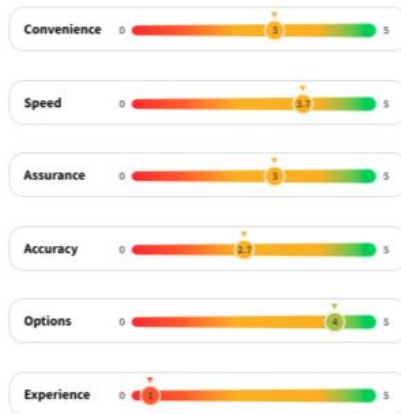 Convenience 0 3 5
Speed 0 3.7 5
Assurance 0 3 5
Accuracy 0 2.7 5
Options 0 4 5
Experience 0 1 5